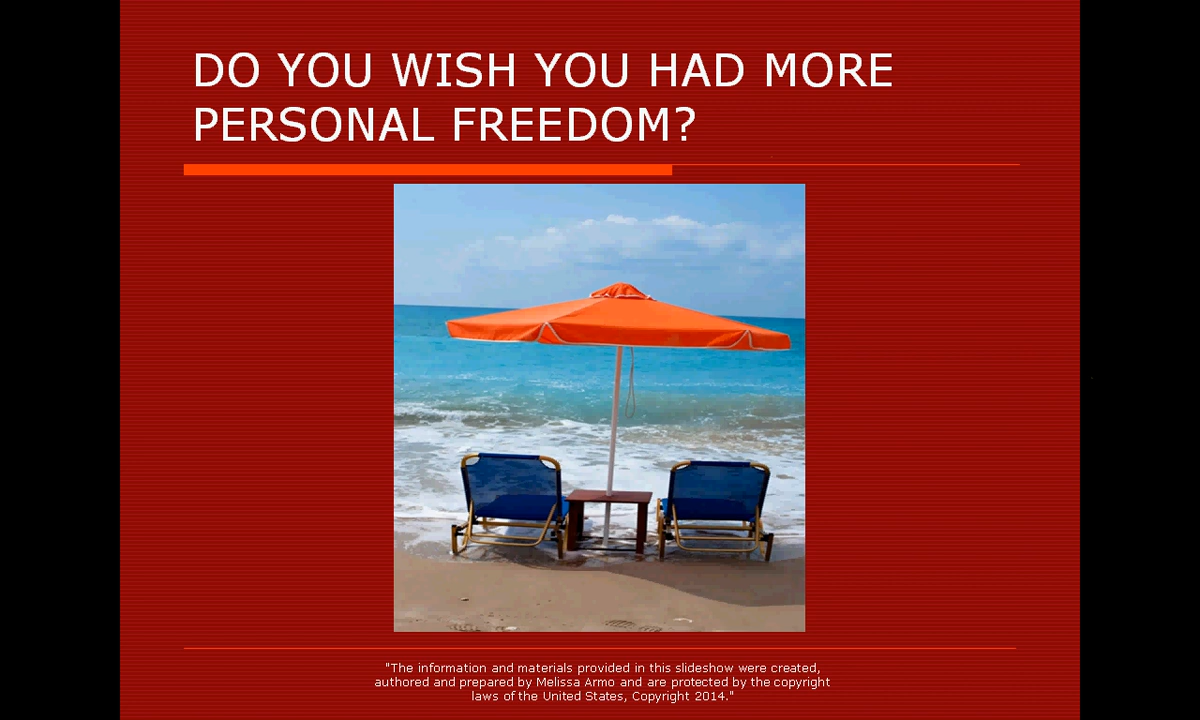 DO YOU WISH YOU HAD MORE
PERSONAL FREEDOM?
"The information and materials provided in this slideshow were created,
authored and prepared by Melissa Armo and are protected by the copyright
laws of the United States, Copyright 2014."